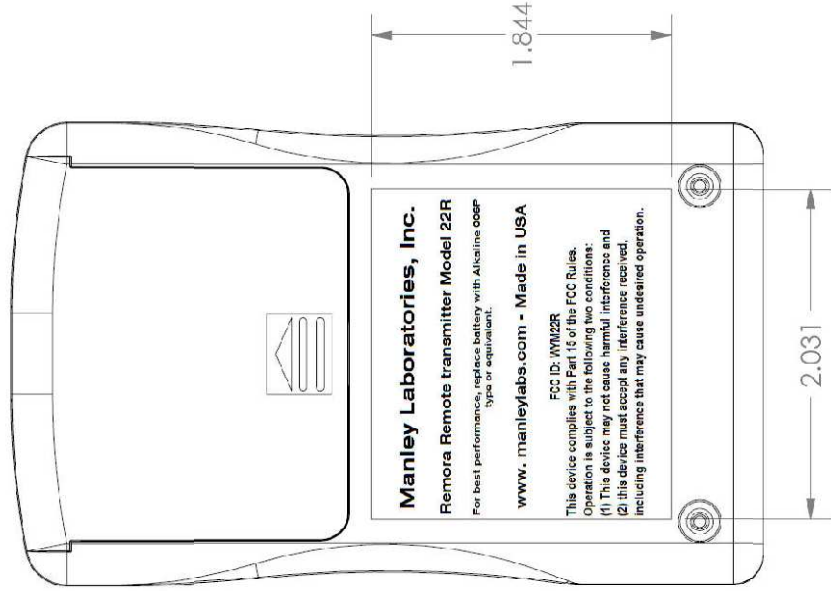 Manley Laboratories, Inc.
Remora Remote transmitter Model 22R
For best performance, replace battery with Alkaline 006P
type or equivalent.
www. manleylabs.com - Made in USA
FCC ID: WYM22R
This device complies with Part 15 of the FCC Rules.
Operation is subject to the following two conditions:
(1) This device may not cause harmful interference and
(2) this device must accept any interference received,
including interference that may cause undesired operation.
1.844
2.031